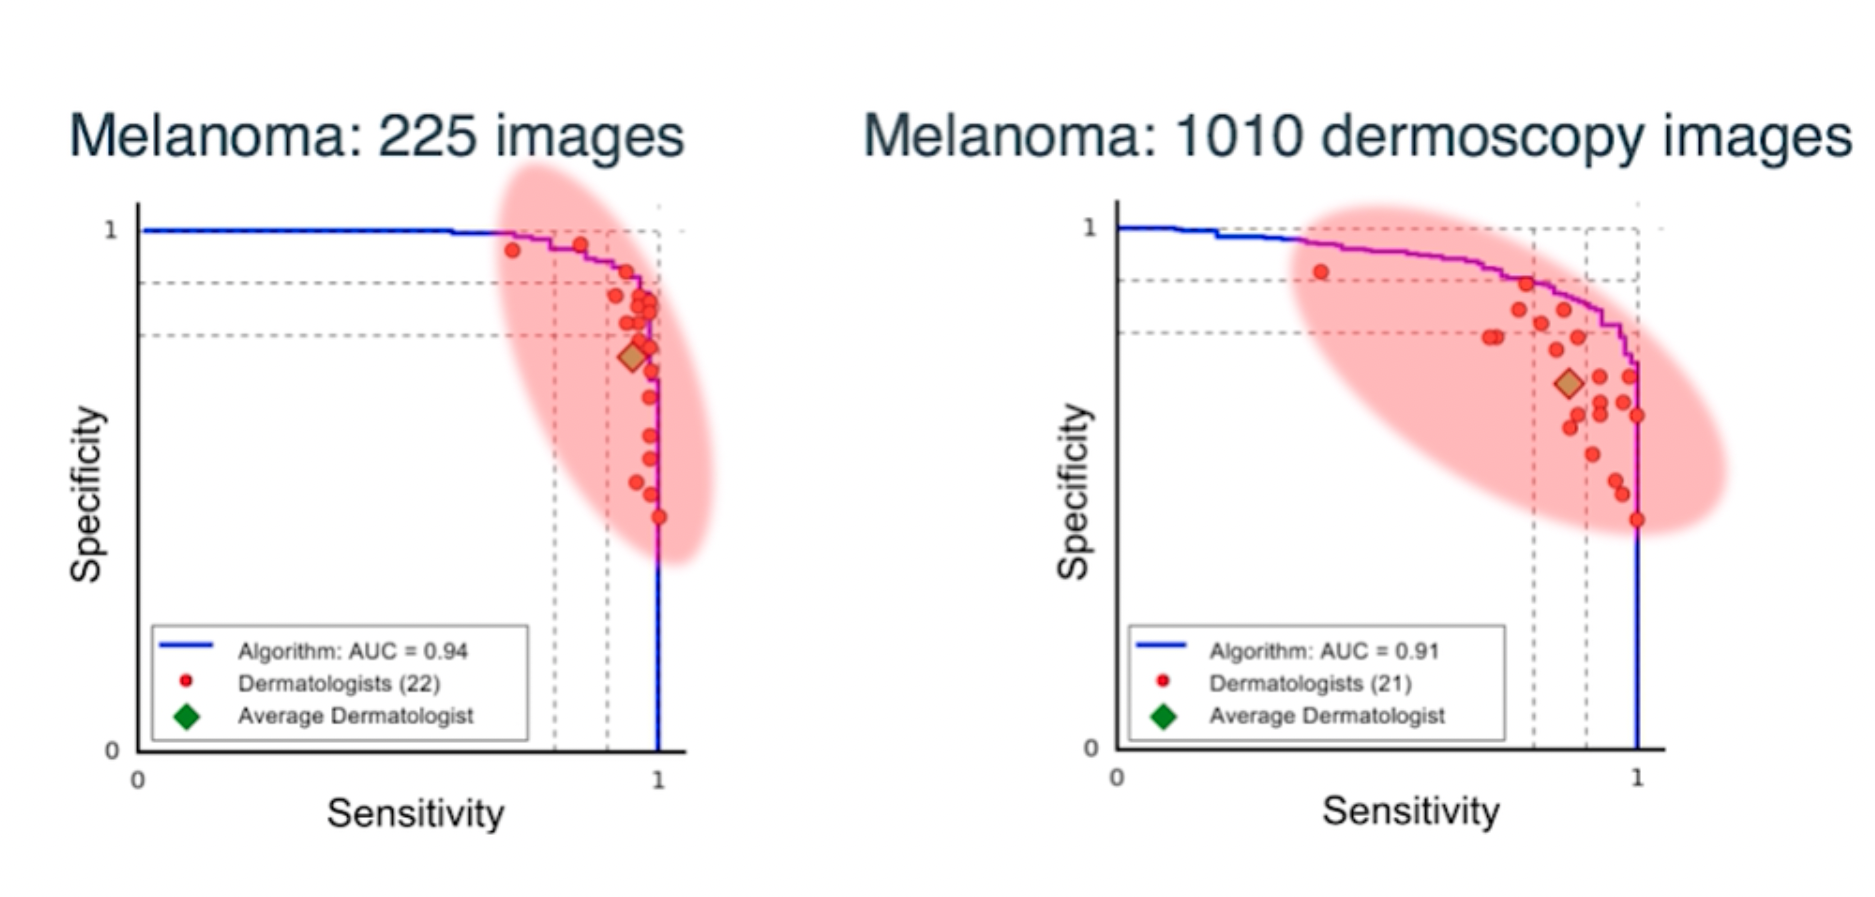 Melanoma: 225 images
1
Specificity
Algorithm: AUC = 0.94
Dermatologists (22)
Average Dermatologist
0
0
1
Sensitivity
Melanoma: 1010 dermoscopy images
1
Specificity
Algorithm: AUC = 0.91
Dermatologists (21)
Average Dermatologist
0
0
1
Sensitivity